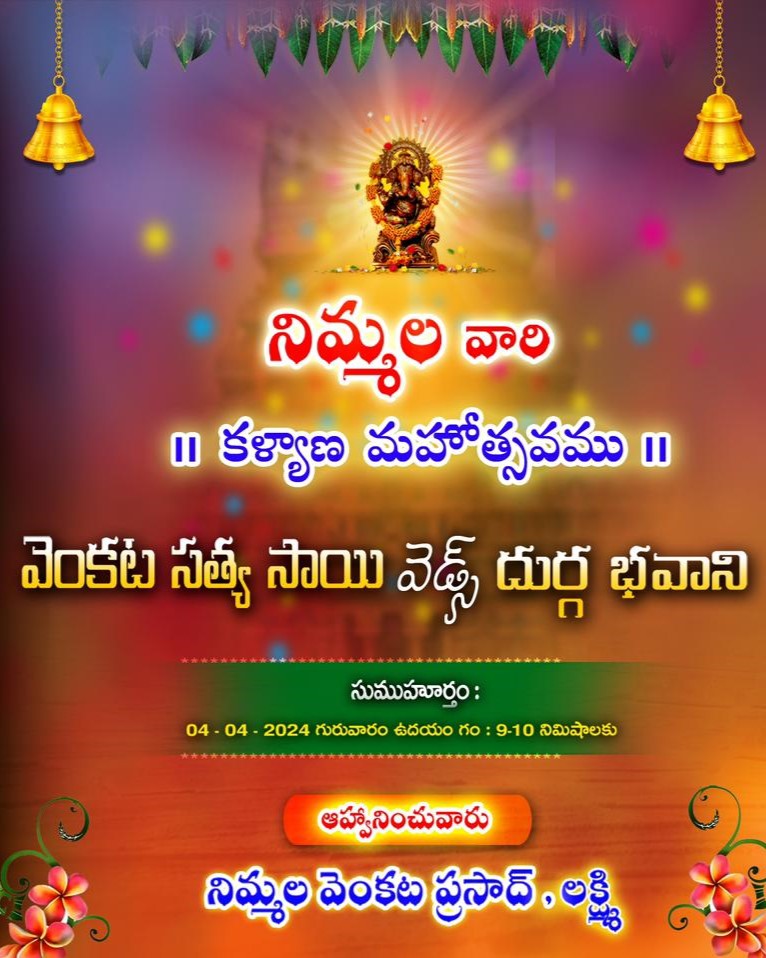 నిమ్మల వారి
|| కళ్యాణ మహోత్సవము ||
వెంకట సత్య సాయి వెడ్స్ దుర్గ భవాని
సుముహూర్తం :
04 - 04 - 2024 గురువారం ఉదయం గం : 9-10 నిమిషాలకు
ఆహ్వానించువారు
నిమ్మల వెంకట ప్రసాద్ , లక్ష్మి